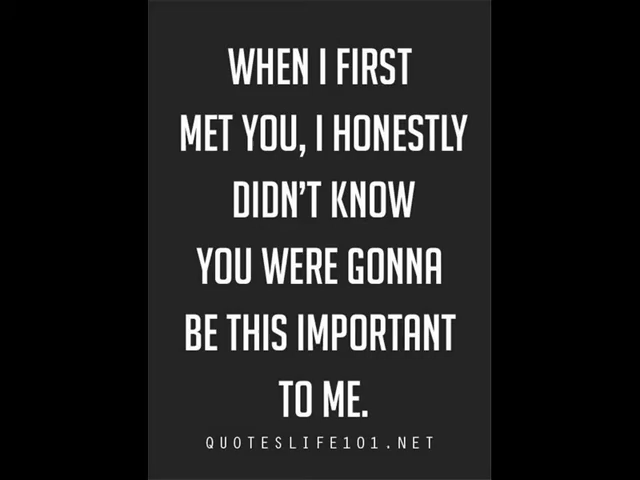 WHEN I FIRST
MET YOU, I HONESTLY
DIDN'T KNOW
YOU WERE GONNA
BE THIS IMPORTANT
TO ME.
QUOTESLIFE101.NET